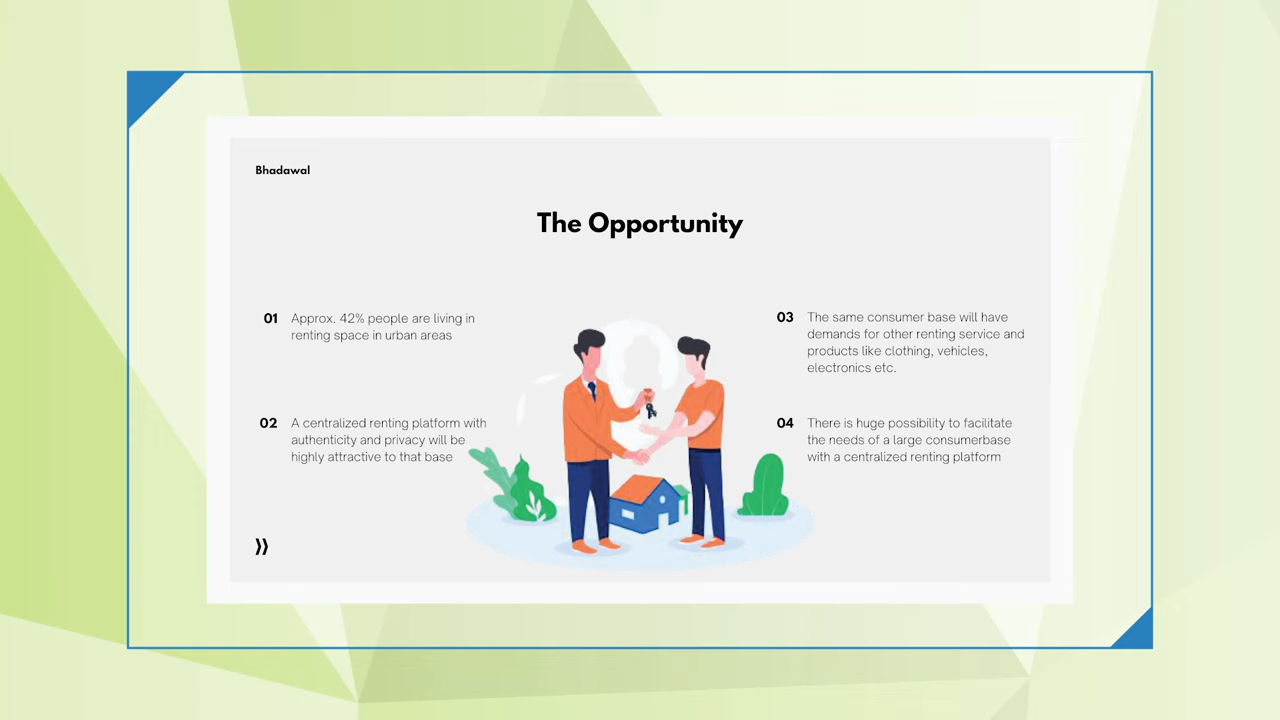 Bhadawal
The Opportunity
01 Approx. 42% people are living in
renting space in urban areas
02 A centralized renting platform with
authenticity and privacy will be
highly attractive to that base
03 The same consumer base will have
demands for other renting service and
products like clothing, vehicles,
electronics etc.
04 There is huge possibility to facilitate
the needs of a large consumerbase
with a centralized renting platform